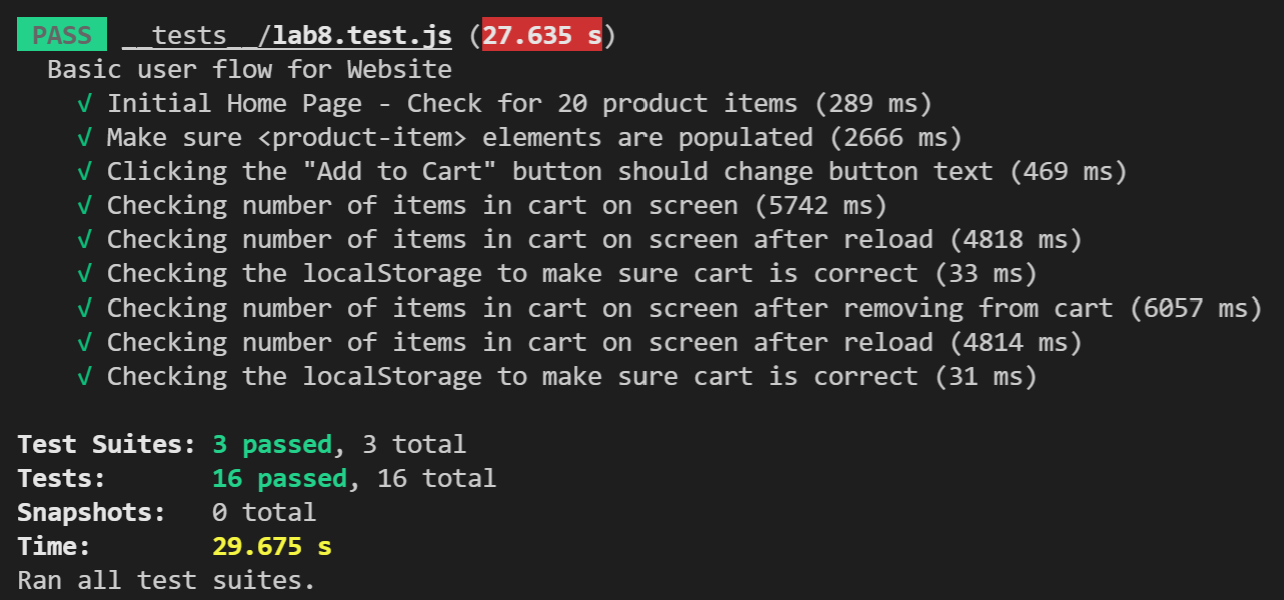 PASS __tests__/lab8.test.js (27.635 s)
Basic user flow for Website
√ Initial Home Page - Check for 20 product items (289 ms)
√ Make sure <product-item> elements are populated (2666 ms)
√ Clicking the "Add to Cart" button should change button text (469 ms)
√ Checking number of items in cart on screen (5742 ms)
√ Checking number of items in cart on screen after reload (4818 ms)
√ Checking the localStorage to make sure cart is correct (33 ms)
√ Checking number of items in cart on screen after removing from cart (6057 ms)
√ Checking number of items in cart on screen after reload (4814 ms)
√ Checking the localStorage to make sure cart is correct (31 ms)
Test Suites: 3 passed, 3 total
Tests: 16 passed, 16 total
Snapshots: 0 total
Time: 29.675 s
Ran all test suites.